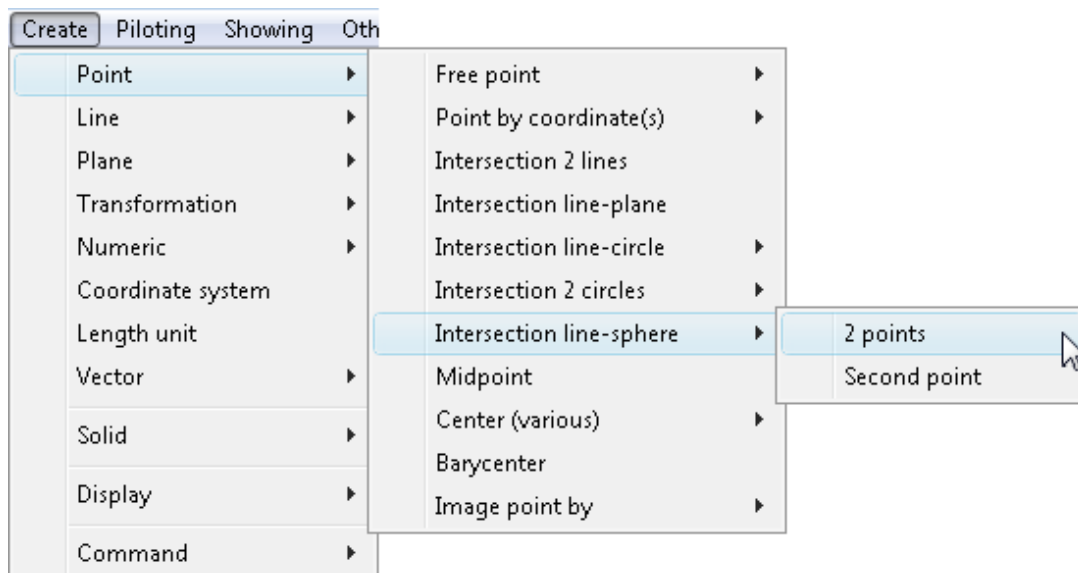 Create Piloting Showing Oth
Point
Line
Plane
Transformation
Numeric
Coordinate system
Length unit
Vector
Solid
Display
Command
Free point
Point by coordinate(s)
Intersection 2 lines
Intersection line-plane
Intersection line-circle
Intersection 2 circles
Intersection line-sphere
Midpoint
Center (various)
Barycenter
Image point by
2 points
Second point